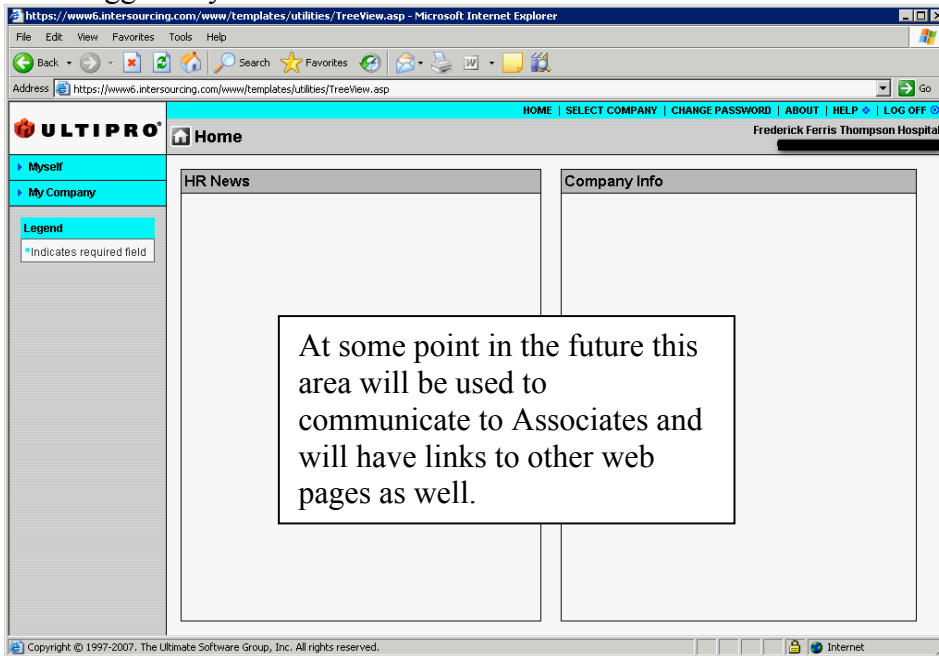 https://www6.intersourcing.com/www/templates/utilities/TreeView.asp - Microsoft Internet Explorer
File Edit View Favorites Tools Help
Back Search Favorites
Address https://www6.intersourcing.com/www/templates/utilities/TreeView.asp Go
HOME | SELECT COMPANY | CHANGE PASSWORD | ABOUT | HELP | LOG OFF
ULTIPRO
Home
Frederick Ferris Thompson Hospital
Myself
My Company
Legend
*Indicates required field
HR News
Company Info
At some point in the future this
area will be used to
communicate to Associates and
will have links to other web
pages as well.
Copyright © 1997-2007. The Ultimate Software Group, Inc. All rights reserved. Internet